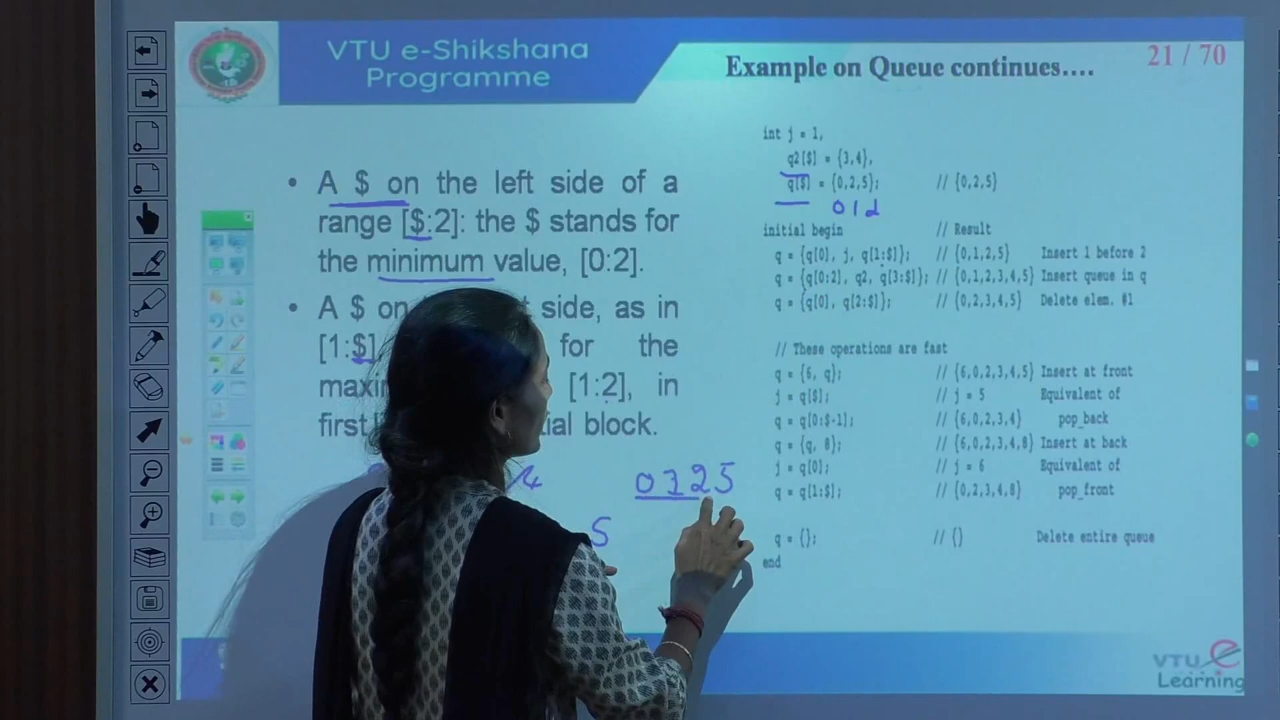 VTU e-Shikshana
Programme
Example on Queue continues....
21 / 70
• A $ on the left side of a
range [$:2]: the $ stands for
the minimum value, [0:2].
• A $ on side, as in
[1:$] for the
[1:2], in
first block.
0 1 2 5
5
int j = 1,
q2[$] = {3,4},
q[$] = {0,2,5}; // {0,2,5}
0 1 2
initial begin // Result
q = {q[0], j, q[1:$]}; // {0,1,2,5} Insert 1 before 2
q = {q[0:2], q2, q[3:$]}; // {0,1,2,3,4,5} Insert queue in q
q = {q[0], q[2:$]}; // {0,2,3,4,5} Delete elem. #1
// These operations are fast
q = {6, q}; // {6,0,2,3,4,5} Insert at front
j = q[$]; // j = 5 Equivalent of
q = q[0:$-1]; // {6,0,2,3,4} pop_back
q = {q, 8}; // {6,0,2,3,4,8} Insert at back
j = q[0]; // j = 6 Equivalent of
q = q[1:$]; // {0,2,3,4,8} pop_front
q = {}; // {} Delete entire queue
end
VTU e
Learning